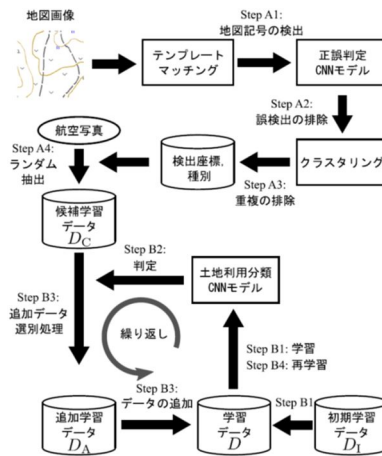 地図画像
Step A1:
地図記号の検出
テンプレート
マッチング
正誤判定
CNNモデル
Step A2:
誤検出の排除
航空写真
Step A4:
ランダム
抽出
検出座標,
種別
クラスタリング
Step A3:
重複の排除
候補学習
データ
D_C
Step B2:
判定
土地利用分類
CNNモデル
Step B3:
追加データ
選別処理
繰り返し
Step B1: 学習
Step B4: 再学習
Step B3:
データの追加
Step B1
追加学習
データ
D_A
学習
データ
D
初期学習
データ
D_I